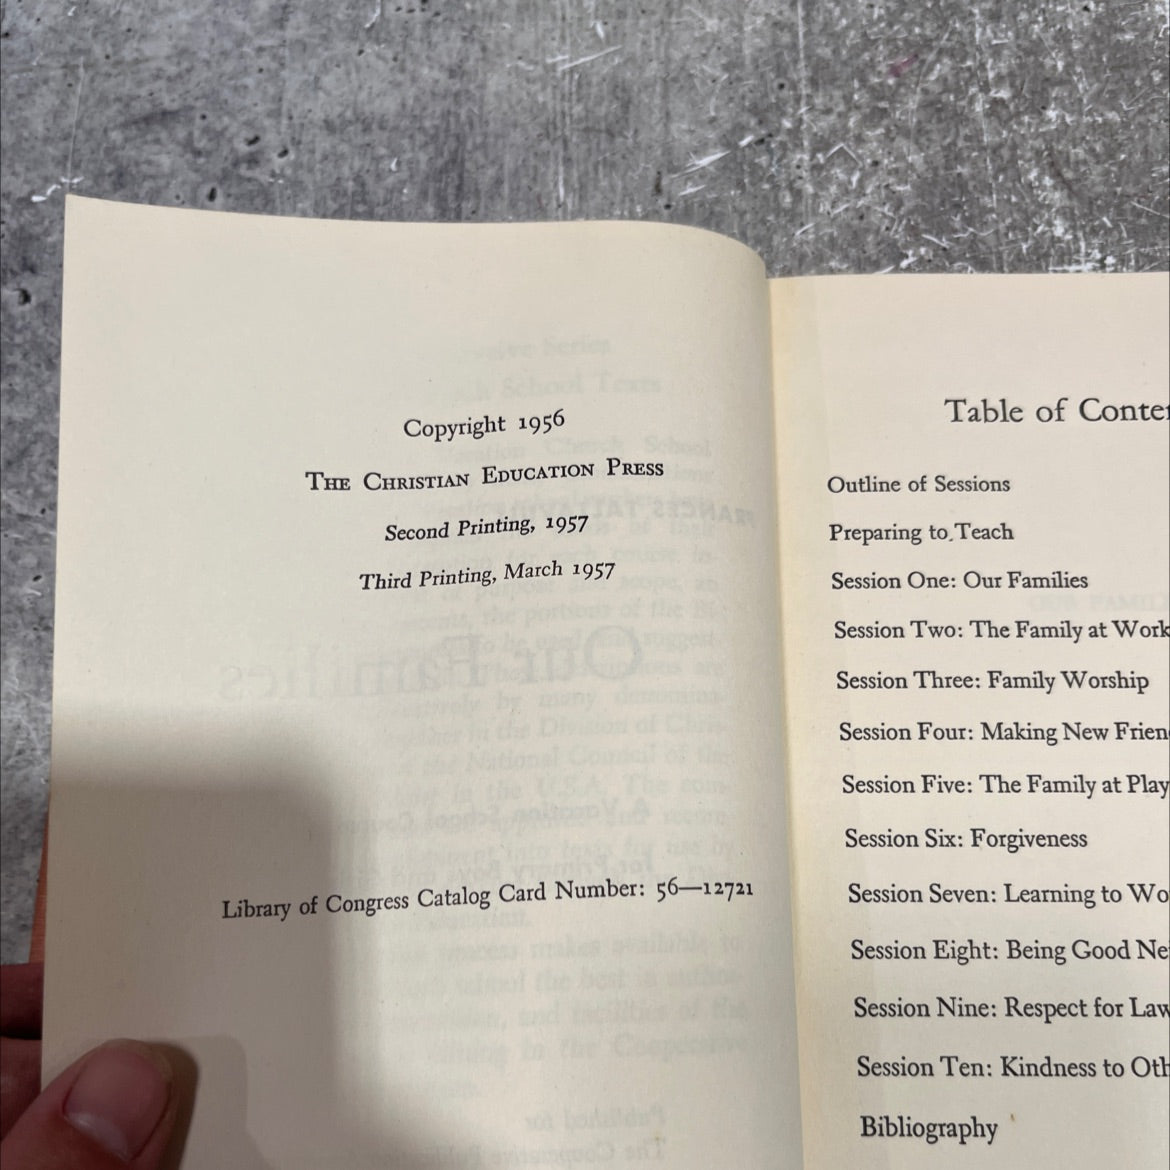 Copyright 1956
THE CHRISTIAN EDUCATION PRESS
Second Printing, 1957
Third Printing, March 1957
Library of Congress Catalog Card Number: 56—12721
Table of Conte
Outline of Sessions
Preparing to Teach
Session One: Our Families
Session Two: The Family at Work
Session Three: Family Worship
Session Four: Making New Frien
Session Five: The Family at Play
Session Six: Forgiveness
Session Seven: Learning to Wo
Session Eight: Being Good Ne
Session Nine: Respect for Law
Session Ten: Kindness to Oth
Bibliography